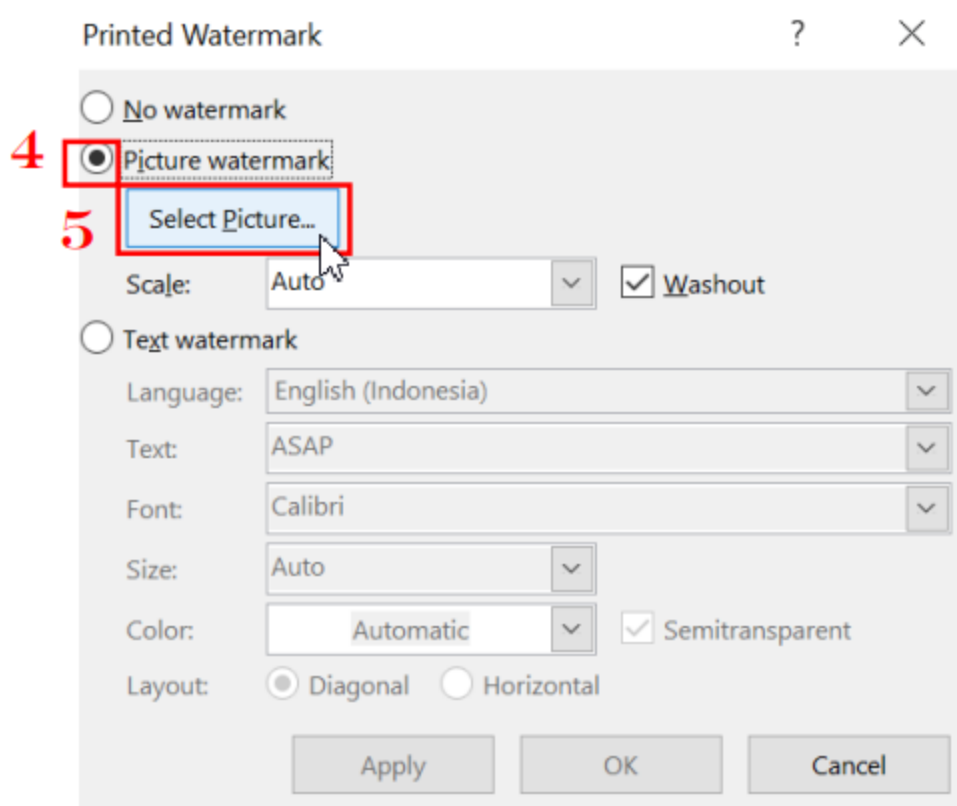 Printed Watermark ? ×
No watermark
4 Picture watermark
5 Select Picture...
Scale: Auto Washout
Text watermark
Language: English (Indonesia)
Text: ASAP
Font: Calibri
Size: Auto
Color: Automatic Semitransparent
Layout: Diagonal Horizontal
Apply OK Cancel